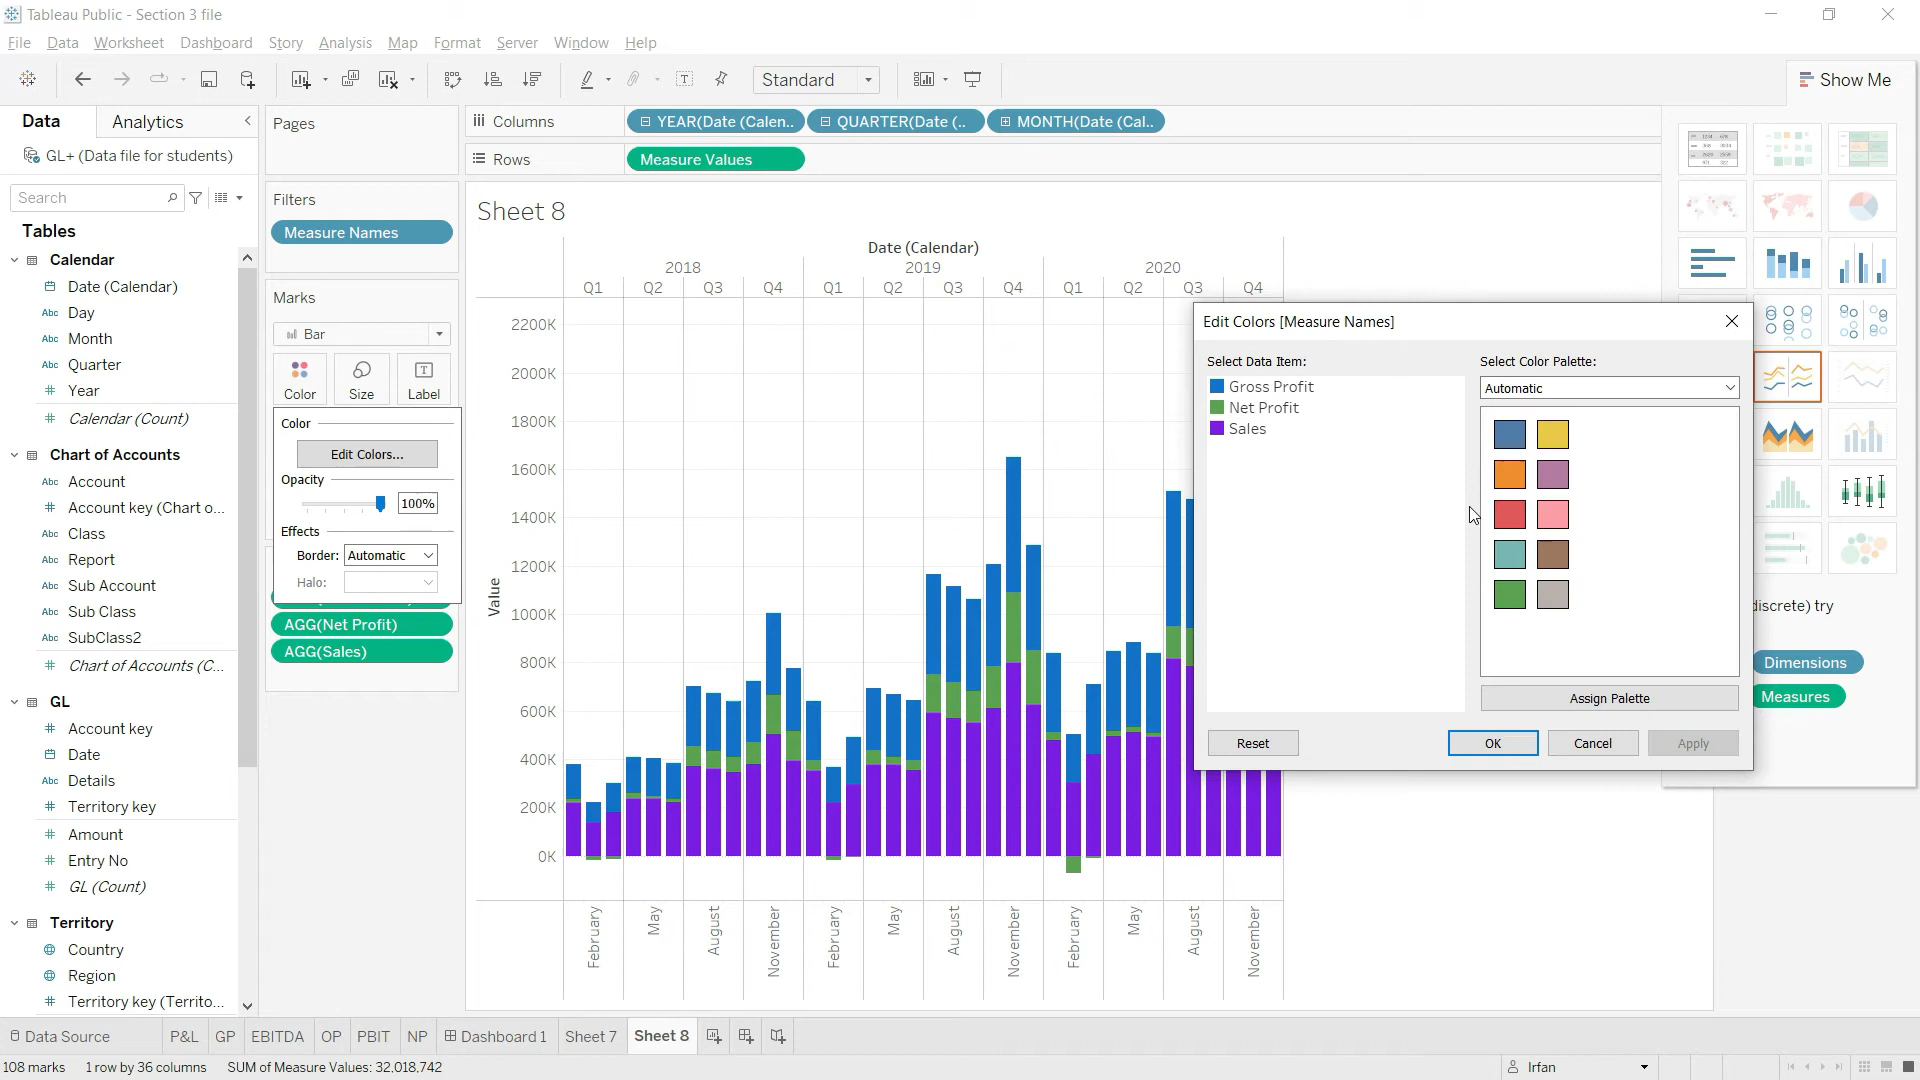 Tableau Public - Section 3 file
File Data Worksheet Dashboard Story Analysis Map Format Server Window Help
Standard
Show Me
Data
Analytics
GL+ (Data file for students)
Search
Tables
Calendar
Date (Calendar)
Abc Day
Abc Month
Abc Quarter
# Year
# Calendar (Count)
Chart of Accounts
Abc Account
# Account key (Chart o...
Abc Class
Abc Report
Abc Sub Account
Abc Sub Class
Abc SubClass2
# Chart of Accounts (C...
GL
# Account key
Date
Abc Details
# Territory key
# Amount
# Entry No
# GL (Count)
Territory
Country
Region
# Territory key (Territo...
Pages
Filters
Measure Names
Marks
Bar
Color
Size
Label
Color
Edit Colors...
Opacity
100%
Effects
Border: Automatic
Halo:
AGG(Net Profit)
AGG(Sales)
Columns
YEAR(Date (Calen..
QUARTER(Date (..
MONTH(Date (Cal..
Rows
Measure Values
Sheet 8
Date (Calendar)
2018 2019 2020
Q1 Q2 Q3 Q4 Q1 Q2 Q3 Q4 Q1 Q2 Q3 Q4
Value
2200K
2000K
1800K
1600K
1400K
1200K
1000K
800K
600K
400K
200K
0K
February May August November February May August November February May August November
Edit Colors [Measure Names]
Select Data Item:
Gross Profit
Net Profit
Sales
Select Color Palette:
Automatic
Assign Palette
Reset
OK
Cancel
Apply
discrete) try
Dimensions
Measures
Data Source P&L GP EBITDA OP PBIT NP Dashboard 1 Sheet 7 Sheet 8
108 marks 1 row by 36 columns SUM of Measure Values: 32,018,742
Irfan